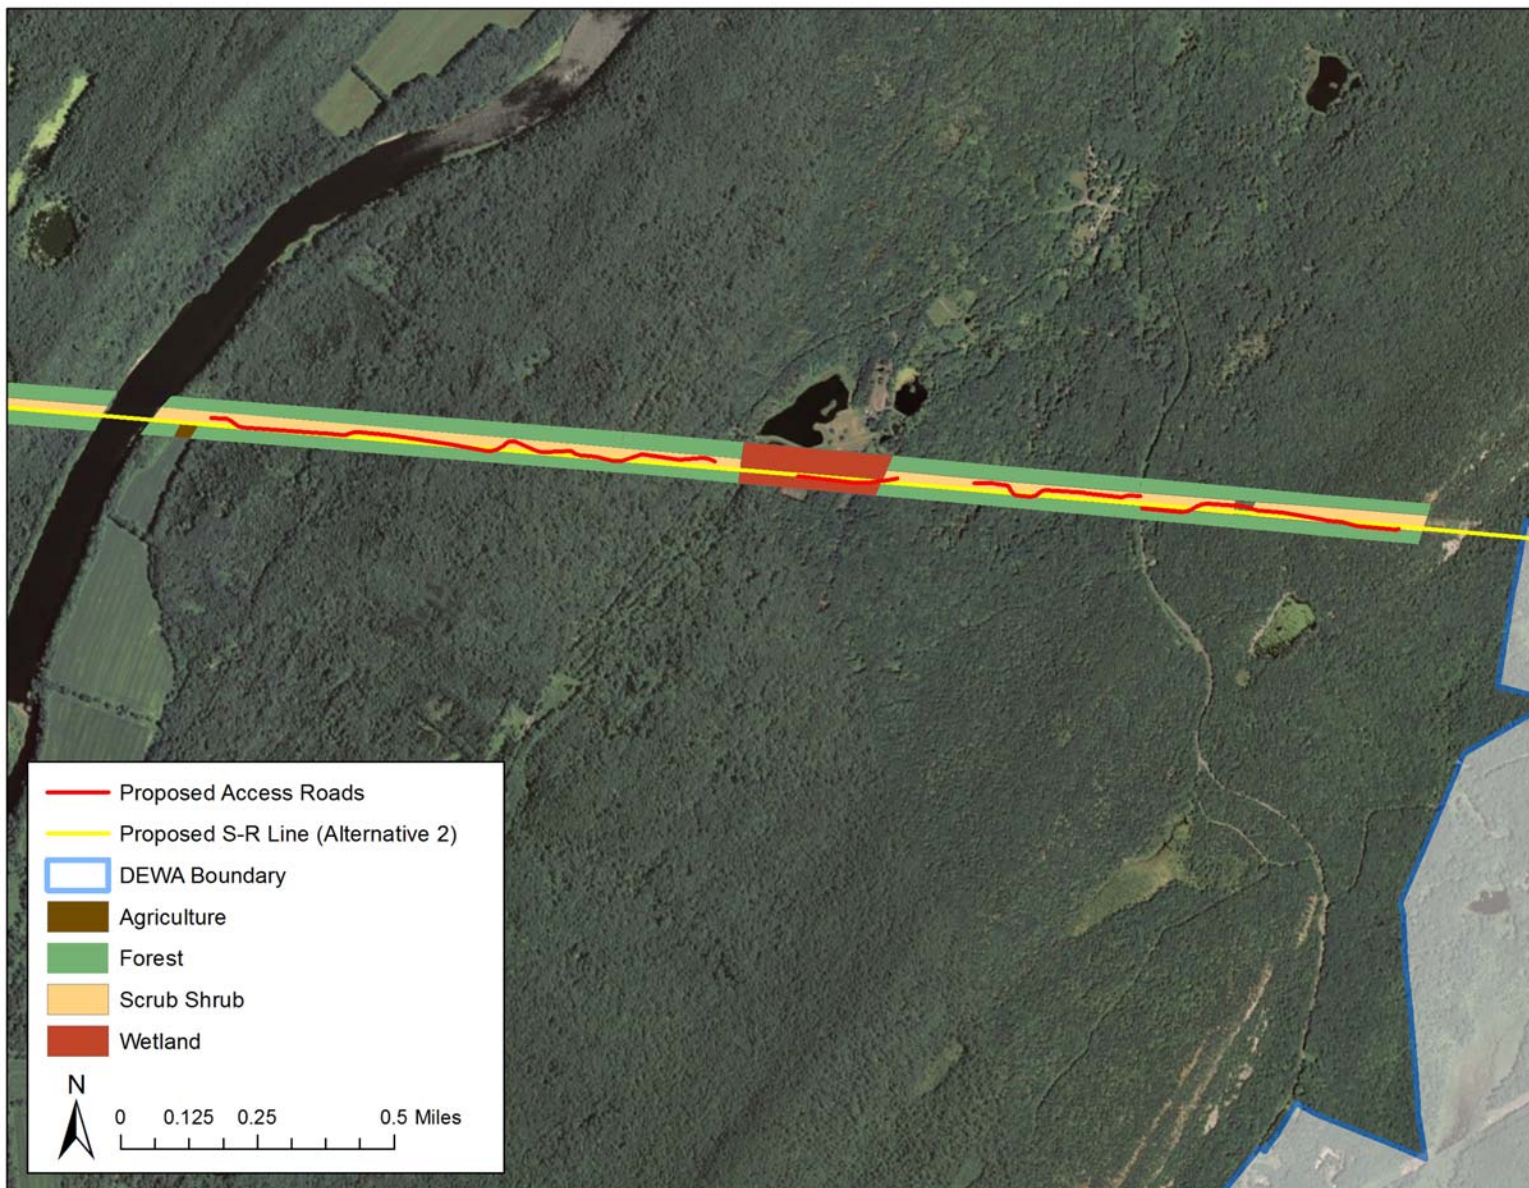 Proposed Access Roads
Proposed S-R Line (Alternative 2)
DEWA Boundary
Agriculture
Forest
Scrub Shrub
Wetland
N
0 0.125 0.25 0.5 Miles